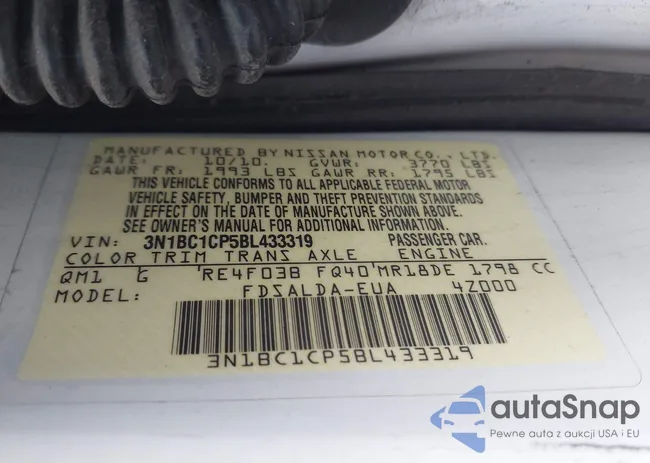 MANUFACTURED BY NISSAN MOTOR CO., LTD.
DATE: 10/10. GVWR: 3770 LBS
GAWR FR: 1993 LBS GAWR RR: 1795 LBS
THIS VEHICLE CONFORMS TO ALL APPLICABLE FEDERAL MOTOR
VEHICLE SAFETY, BUMPER AND THEFT PREVENTION STANDARDS
IN EFFECT ON THE DATE OF MANUFACTURE SHOWN ABOVE.
SEE OWNER'S MANUAL FOR ADDITIONAL INFORMATION.
VIN: 3N1BC1CP5BL433319 PASSENGER CAR.
COLOR TRIM TRANS AXLE ENGINE
QM1 G RE4F03B FQ40 MR18DE 1798 CC
MODEL: FDSALDA-EUA 4Z000
3N1BC1CP5BL433319
autaSnap
Pewne auta z aukcji USA i EU